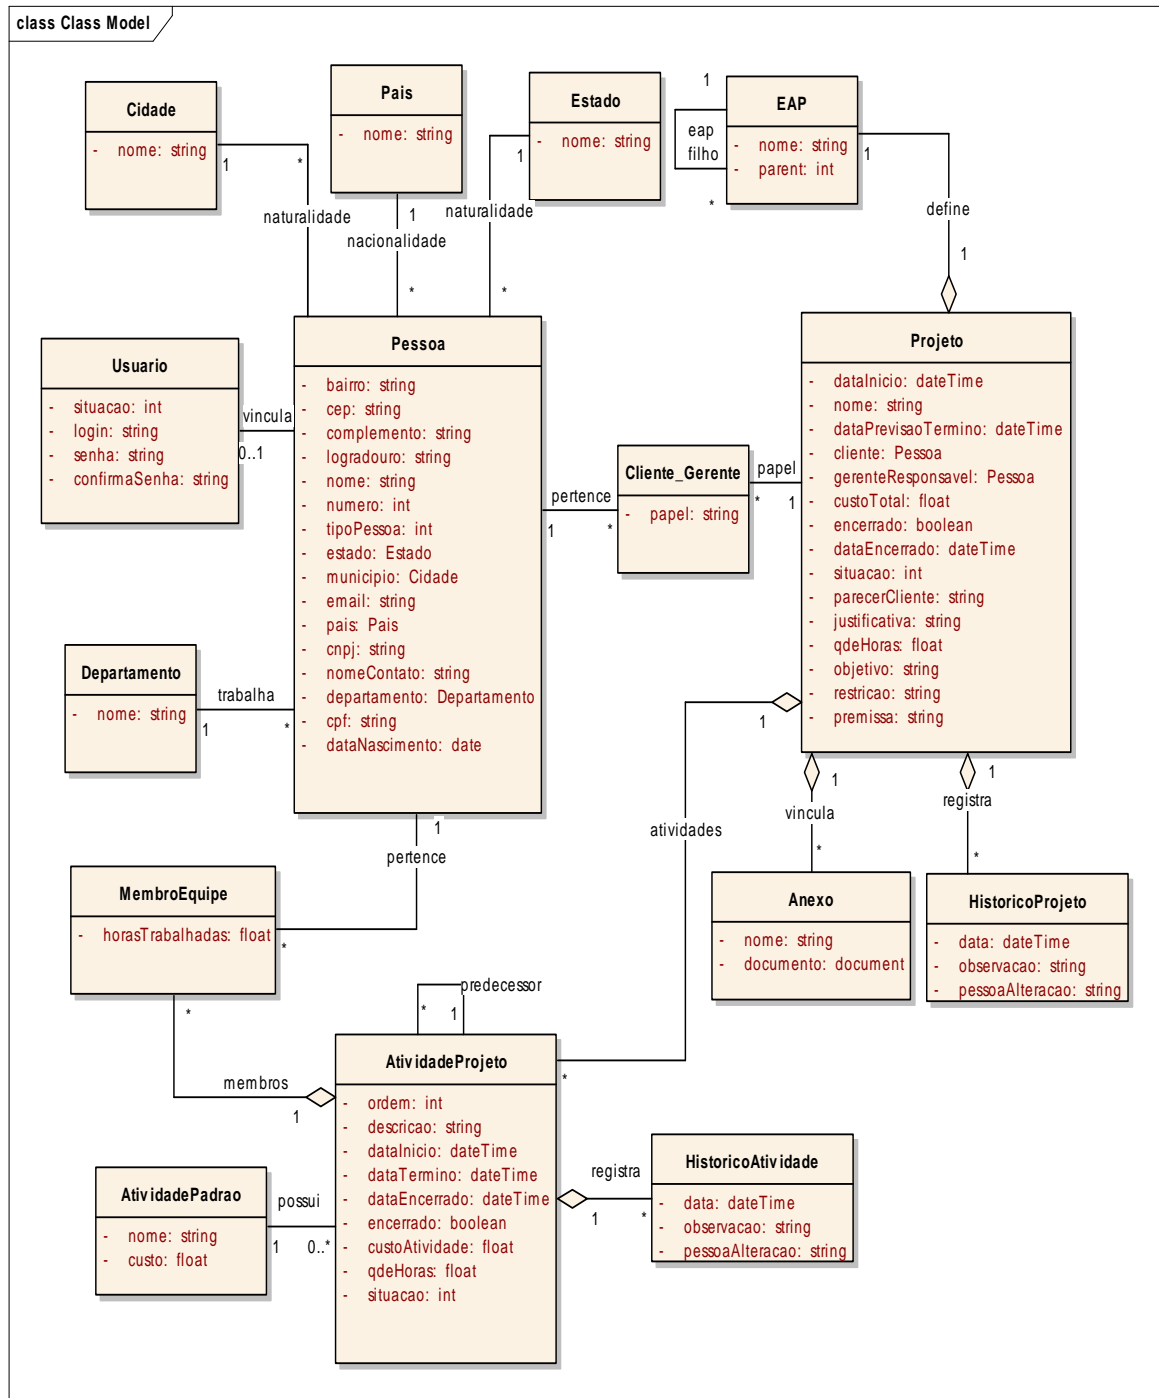 class Class Model
Cidade
- nome: string
Pais
- nome: string
Estado
- nome: string
EAP
- nome: string
- parent: int
1
eap
filho
*
1
*
naturalidade
1
nacionalidade
*
1
naturalidade
*
1
define
1
Usuario
- situacao: int
- login: string
- senha: string
- confirmaSenha: string
vincula
0..1
Pessoa
- bairro: string
- cep: string
- complemento: string
- logradouro: string
- nome: string
- numero: int
- tipoPessoa: int
- estado: Estado
- municipio: Cidade
- email: string
- pais: Pais
- cnpj: string
- nomeContato: string
- departamento: Departamento
- cpf: string
- dataNascimento: date
pertence
1
*
Cliente_Gerente
- papel: string
papel
*
1
Projeto
- dataInicio: dateTime
- nome: string
- dataPrevisaoTermino: dateTime
- cliente: Pessoa
- gerenteResponsavel: Pessoa
- custoTotal: float
- encerrado: boolean
- dataEncerrado: dateTime
- situacao: int
- parecerCliente: string
- justificativa: string
- qdeHoras: float
- objetivo: string
- restricao: string
- premissa: string
Departamento
- nome: string
trabalha
1
*
1
pertence
*
MembroEquipe
- horasTrabalhadas: float
1
atividades
*
1
vincula
*
1
registra
*
Anexo
- nome: string
- documento: document
HistoricoProjeto
- data: dateTime
- observacao: string
- pessoaAlteracao: string
*
membros
1
predecessor
*
1
AtividadeProjeto
- ordem: int
- descricao: string
- dataInicio: dateTime
- dataTermino: dateTime
- dataEncerrado: dateTime
- encerrado: boolean
- custoAtividade: float
- qdeHoras: float
- situacao: int
AtividadePadrao
- nome: string
- custo: float
possui
1
0..*
registra
1
*
HistoricoAtividade
- data: dateTime
- observacao: string
- pessoaAlteracao: string